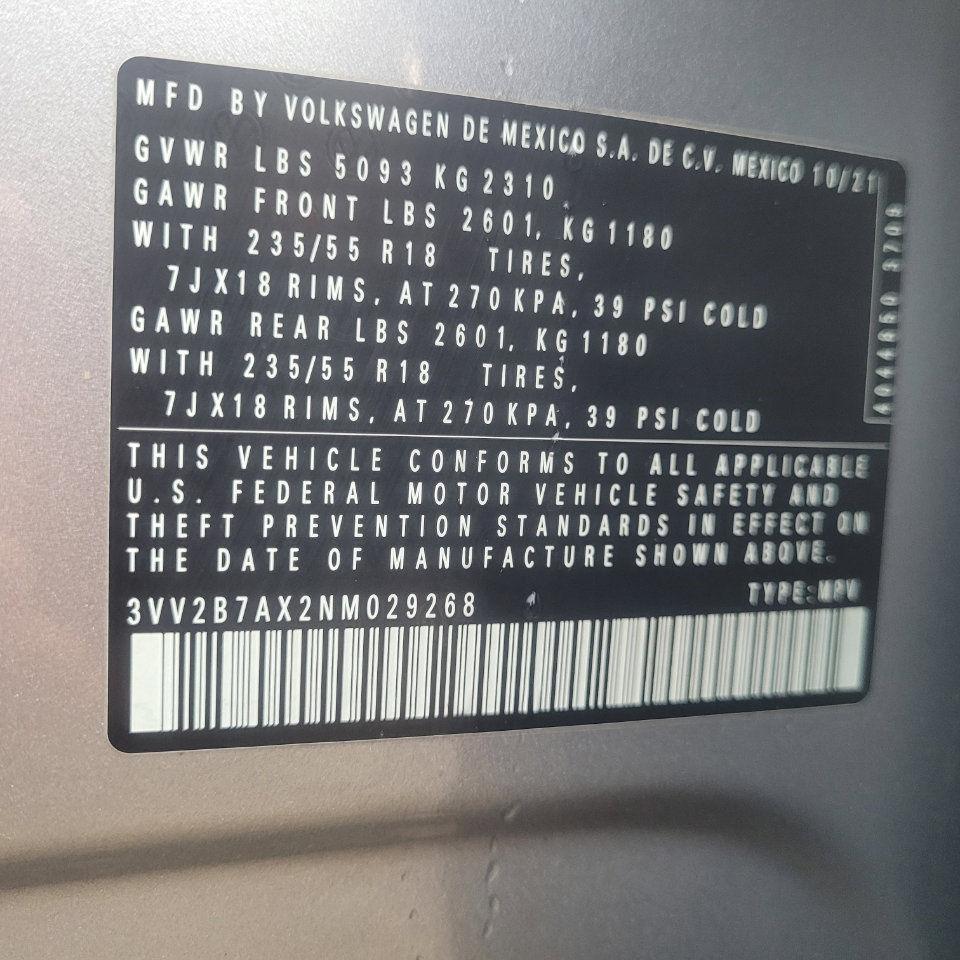 MFD BY VOLKSWAGEN DE MEXICO S.A. DE C.V. MEXICO 10/21
GVWR LBS 5093 KG 2310
GAWR FRONT LBS 2601, KG 1180
WITH 235/55 R18 TIRES,
7JX18 RIMS, AT 270 KPA, 39 PSI COLD
GAWR REAR LBS 2601, KG 1180
WITH 235/55 R18 TIRES,
7JX18 RIMS, AT 270 KPA, 39 PSI COLD
THIS VEHICLE CONFORMS TO ALL APPLICABLE
U.S. FEDERAL MOTOR VEHICLE SAFETY AND
THEFT PREVENTION STANDARDS IN EFFECT ON
THE DATE OF MANUFACTURE SHOWN ABOVE.
TYPE:MPV
3VV2B7AX2NM029268